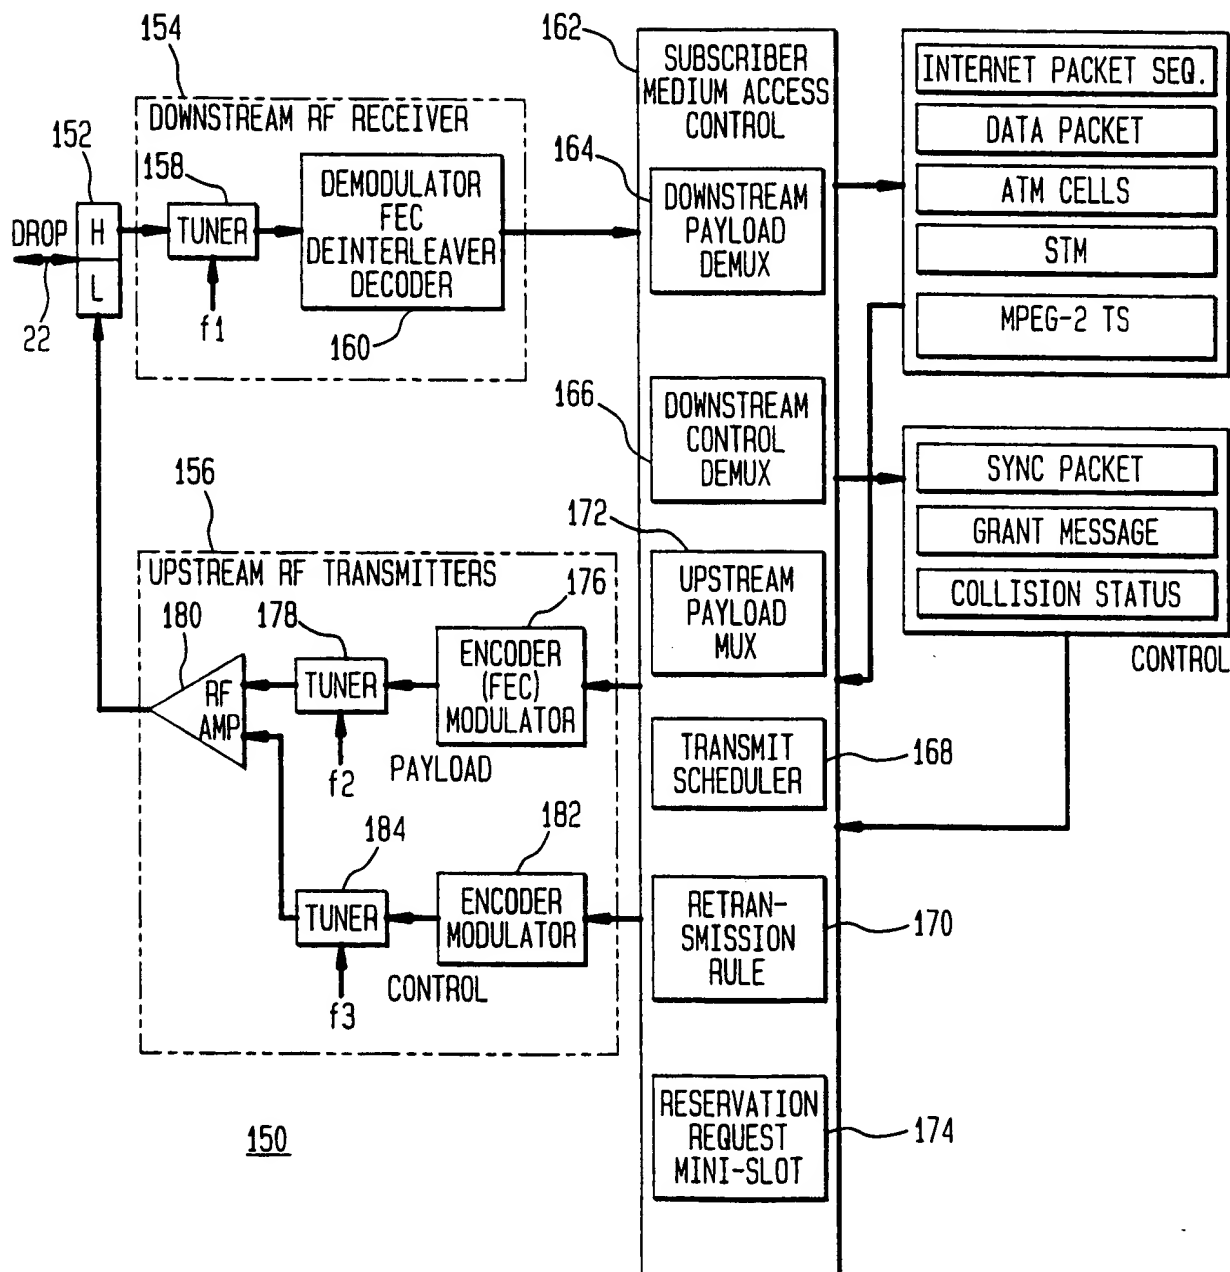 154
DOWNSTREAM RF RECEIVER
152
158
DROP
H
L
22
TUNER
f1
DEMODULATOR
FEC
DEINTERLEAVER
DECODER
160
162
SUBSCRIBER
MEDIUM ACCESS
CONTROL
164
DOWNSTREAM
PAYLOAD
DEMUX
166
DOWNSTREAM
CONTROL
DEMUX
172
UPSTREAM
PAYLOAD
MUX
TRANSMIT
SCHEDULER
168
RETRAN-
SMISSION
RULE
170
RESERVATION
REQUEST
MINI-SLOT
174
INTERNET PACKET SEQ.
DATA PACKET
ATM CELLS
STM
MPEG-2 TS
SYNC PACKET
GRANT MESSAGE
COLLISION STATUS
CONTROL
156
UPSTREAM RF TRANSMITTERS
180
178
176
RF
AMP
TUNER
ENCODER
(FEC)
MODULATOR
f2
PAYLOAD
184
182
TUNER
ENCODER
MODULATOR
f3
CONTROL
150